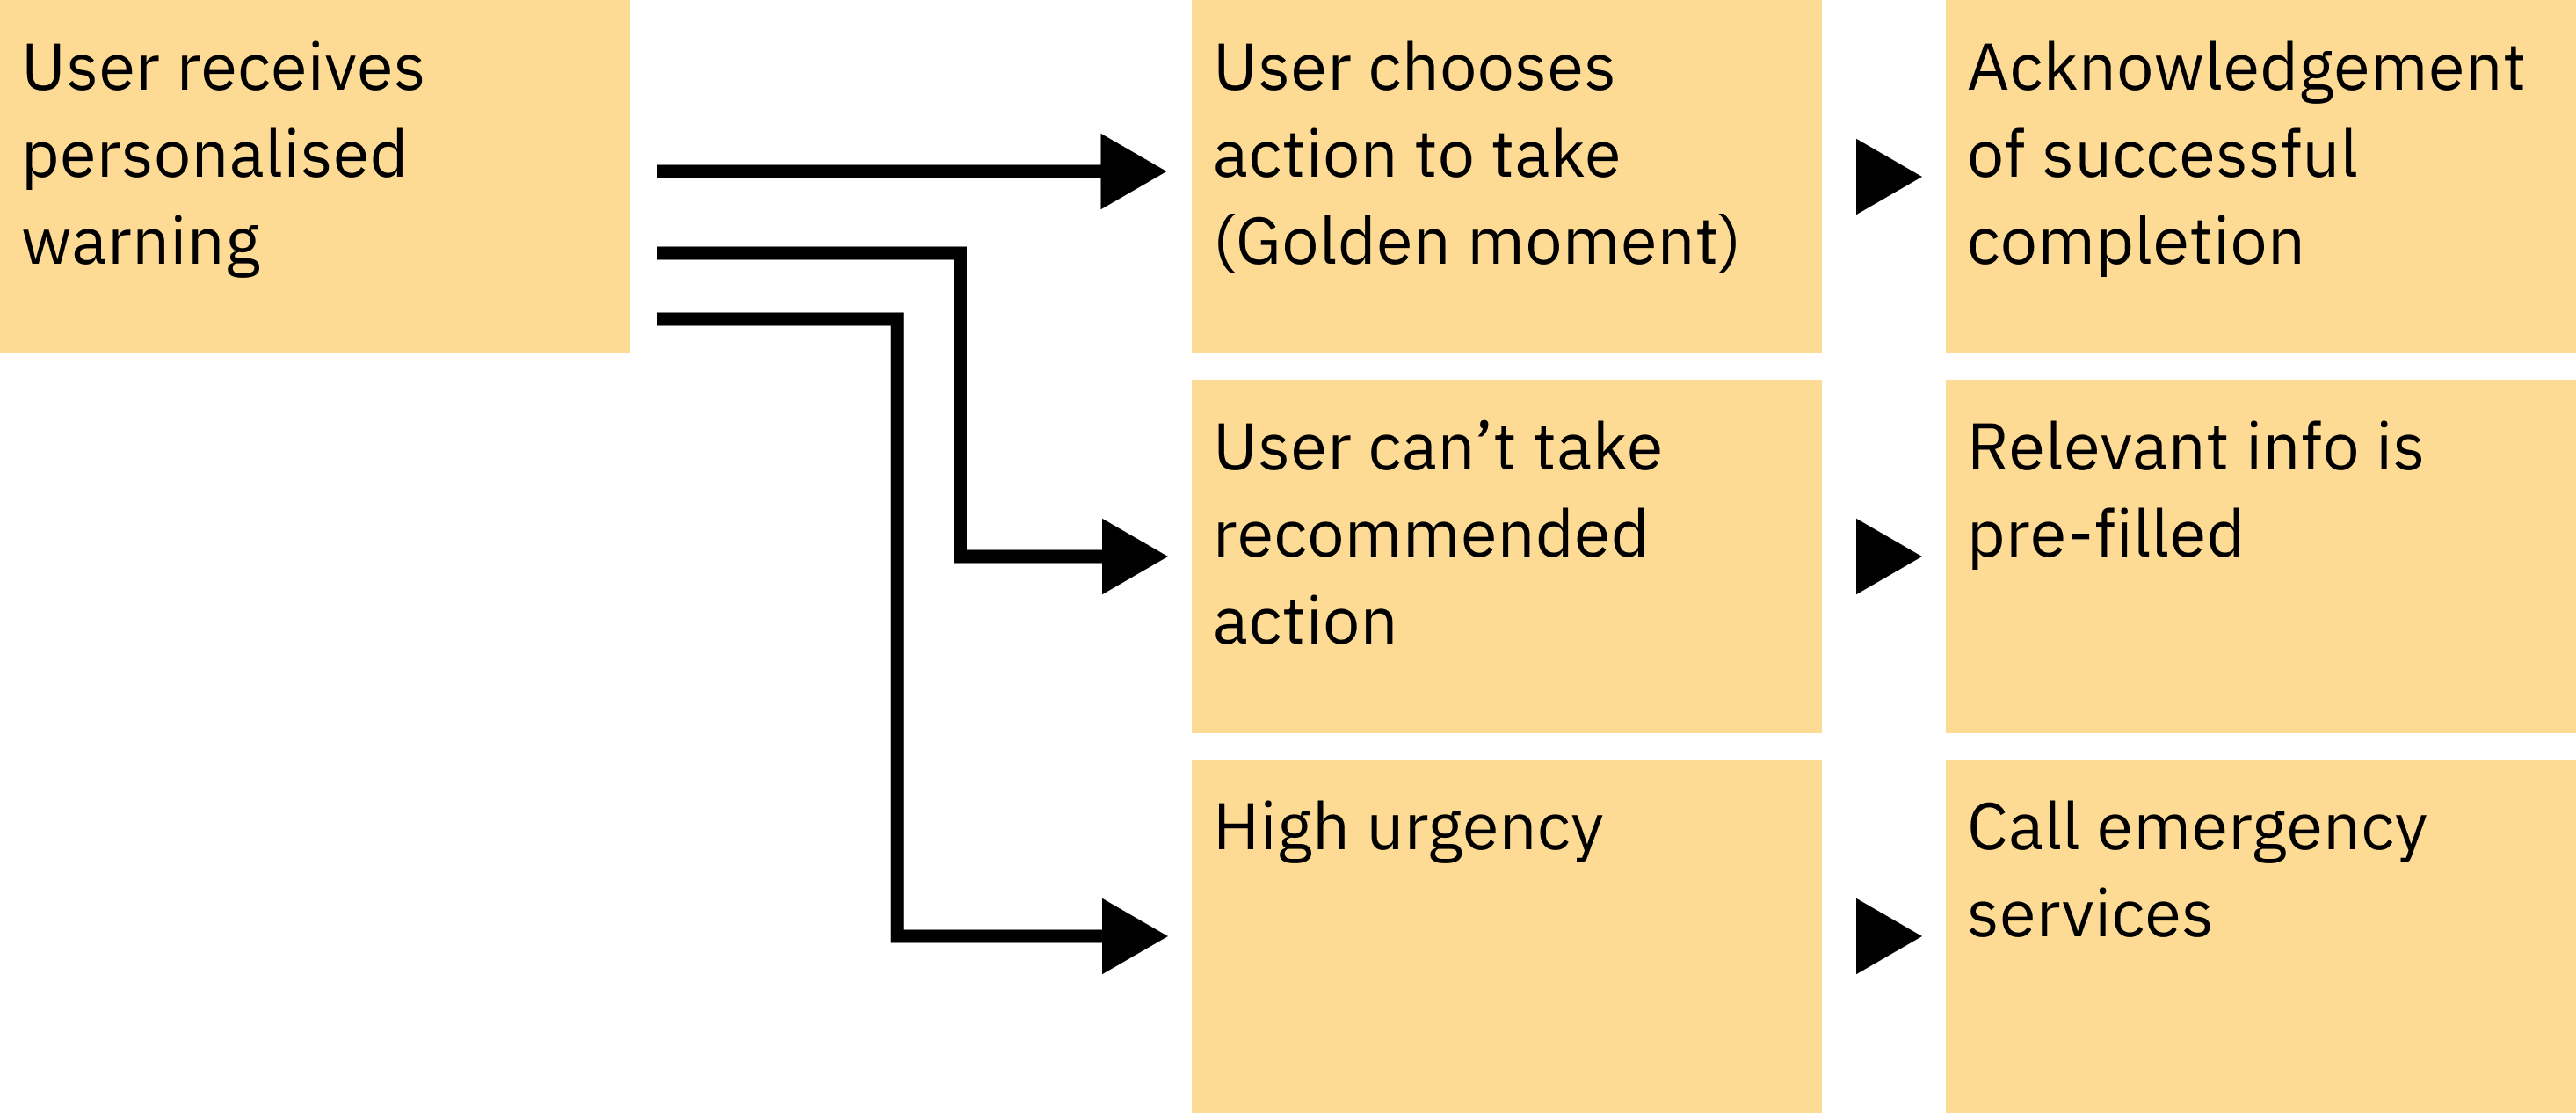 User receives
personalised
warning
User chooses
action to take
(Golden moment)
Acknowledgement
of successful
completion
User can’t take
recommended
action
Relevant info is
pre-filled
High urgency
Call emergency
services